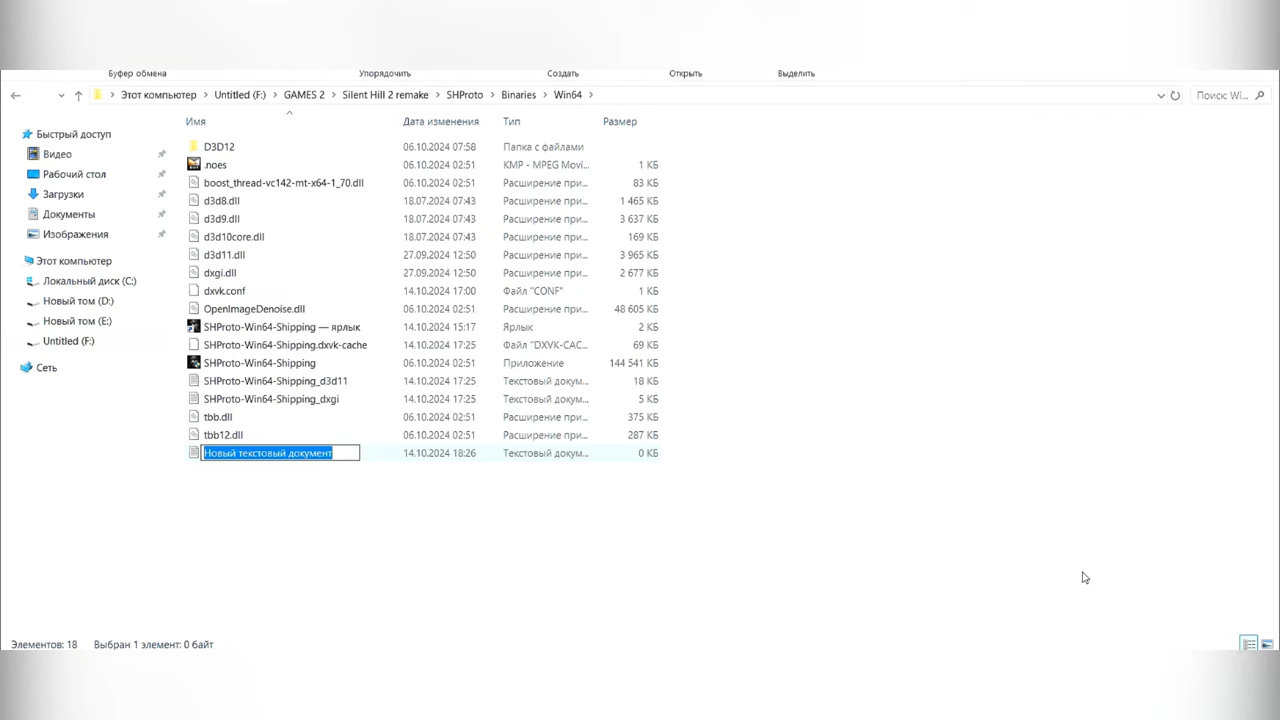 Буфер обмена Упорядочить Создать Открыть Выделить
Этот компьютер > Untitled (F:) > GAMES 2 > Silent Hill 2 remake > SHProto > Binaries > Win64 > Поиск: Wi...
Имя Дата изменения Тип Размер
Быстрый доступ
Видео
Рабочий стол
Загрузки
Документы
Изображения
Этот компьютер
Локальный диск (C:)
Новый том (D:)
Новый том (E:)
Untitled (F:)
Сеть
D3D12 06.10.2024 07:58 Папка с файлами
.noes 06.10.2024 02:51 KMP - MPEG Movi... 1 КБ
boost_thread-vc142-mt-x64-1_70.dll 06.10.2024 02:51 Расширение при... 83 КБ
d3d8.dll 18.07.2024 07:43 Расширение при... 1 465 КБ
d3d9.dll 18.07.2024 07:43 Расширение при... 3 637 КБ
d3d10core.dll 18.07.2024 07:43 Расширение при... 169 КБ
d3d11.dll 27.09.2024 12:50 Расширение при... 3 965 КБ
dxgi.dll 27.09.2024 12:50 Расширение при... 2 677 КБ
dxvk.conf 14.10.2024 17:00 Файл "CONF" 1 КБ
OpenImageDenoise.dll 06.10.2024 02:51 Расширение при... 48 605 КБ
SHProto-Win64-Shipping — ярлык 14.10.2024 15:17 Ярлык 2 КБ
SHProto-Win64-Shipping.dxvk-cache 14.10.2024 17:25 Файл "DXVK-CAC... 69 КБ
SHProto-Win64-Shipping 06.10.2024 02:51 Приложение 144 541 КБ
SHProto-Win64-Shipping_d3d11 14.10.2024 17:25 Текстовый докум... 18 КБ
SHProto-Win64-Shipping_dxgi 14.10.2024 17:25 Текстовый докум... 5 КБ
tbb.dll 06.10.2024 02:51 Расширение при... 375 КБ
tbb12.dll 06.10.2024 02:51 Расширение при... 287 КБ
Новый текстовый документ 14.10.2024 18:26 Текстовый докум... 0 КБ
Элементов: 18 Выбран 1 элемент: 0 байт